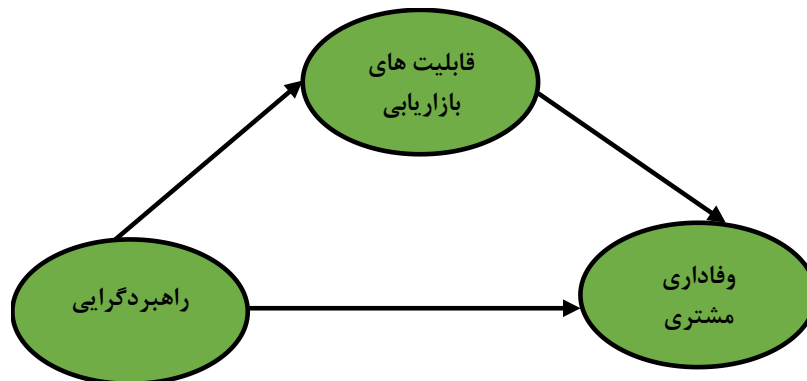 قابلیت های
بازاریابی
راهبردگرایی
وفاداری
مشتری